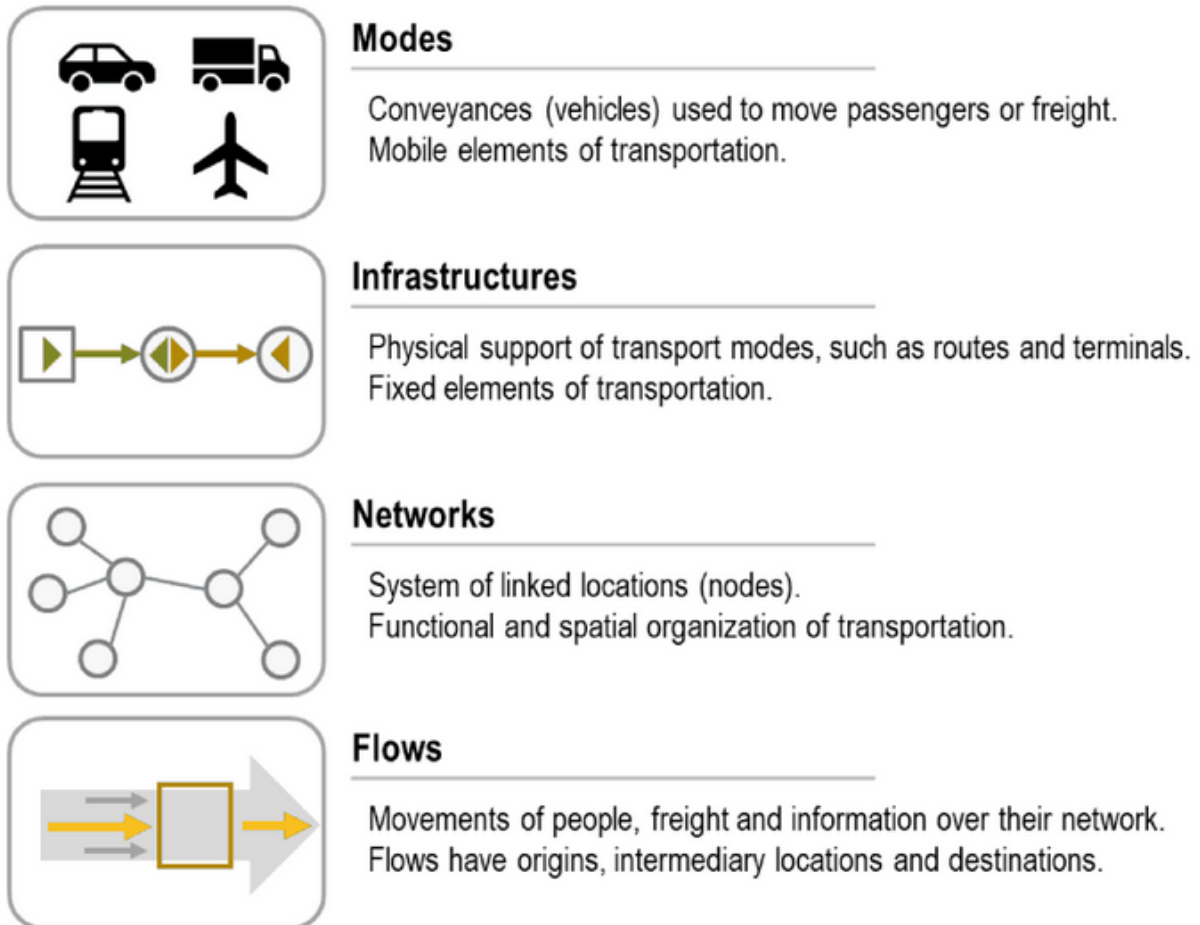 Modes
Conveyances (vehicles) used to move passengers or freight.
Mobile elements of transportation.
Infrastructures
Physical support of transport modes, such as routes and terminals.
Fixed elements of transportation.
Networks
System of linked locations (nodes).
Functional and spatial organization of transportation.
Flows
Movements of people, freight and information over their network.
Flows have origins, intermediary locations and destinations.